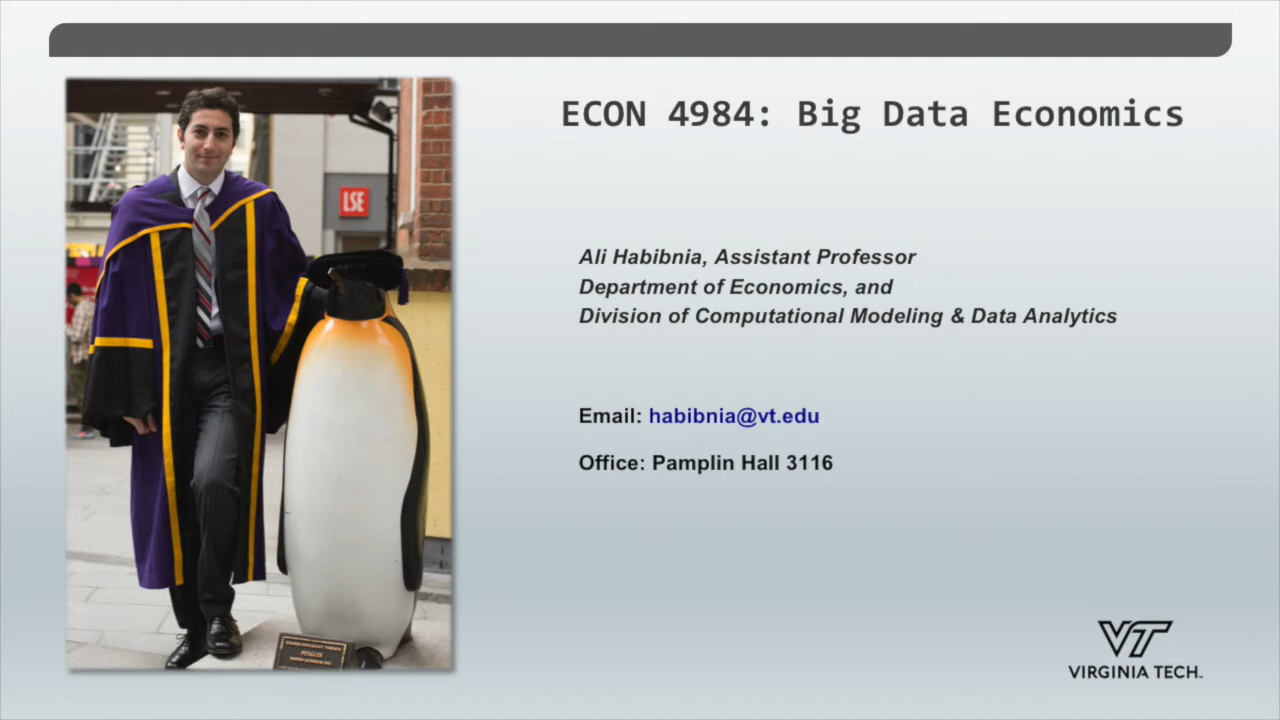 ECON 4984: Big Data Economics
LSE
Ali Habibnia, Assistant Professor
Department of Economics, and
Division of Computational Modeling & Data Analytics
Email: habibnia@vt.edu
Office: Pamplin Hall 3116
PENGUIN
VT
VIRGINIA TECH